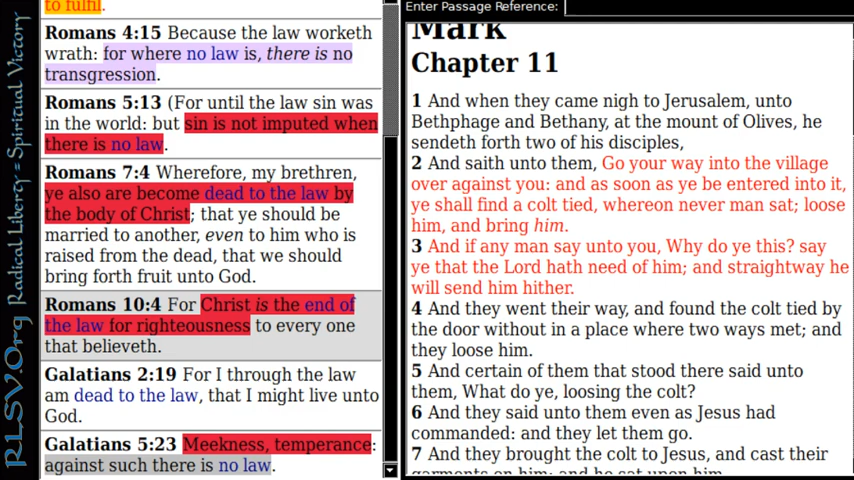 RLSV.Org Radical Liberty = Spiritual Victory
to fulfil.
Romans 4:15 Because the law worketh
wrath: for where no law is, there is no
transgression.
Romans 5:13 (For until the law sin was
in the world: but sin is not imputed when
there is no law.
Romans 7:4 Wherefore, my brethren,
ye also are become dead to the law by
the body of Christ; that ye should be
married to another, even to him who is
raised from the dead, that we should
bring forth fruit unto God.
Romans 10:4 For Christ is the end of
the law for righteousness to every one
that believeth.
Galatians 2:19 For I through the law
am dead to the law, that I might live unto
God.
Galatians 5:23 Meekness, temperance:
against such there is no law.
Enter Passage Reference:
Mark
Chapter 11
1 And when they came nigh to Jerusalem, unto
Bethphage and Bethany, at the mount of Olives, he
sendeth forth two of his disciples,
2 And saith unto them, Go your way into the village
over against you: and as soon as ye be entered into it,
ye shall find a colt tied, whereon never man sat; loose
him, and bring him.
3 And if any man say unto you, Why do ye this? say
ye that the Lord hath need of him; and straightway he
will send him hither.
4 And they went their way, and found the colt tied by
the door without in a place where two ways met; and
they loose him.
5 And certain of them that stood there said unto
them, What do ye, loosing the colt?
6 And they said unto them even as Jesus had
commanded: and they let them go.
7 And they brought the colt to Jesus, and cast their
garments on him; and he sat upon him.